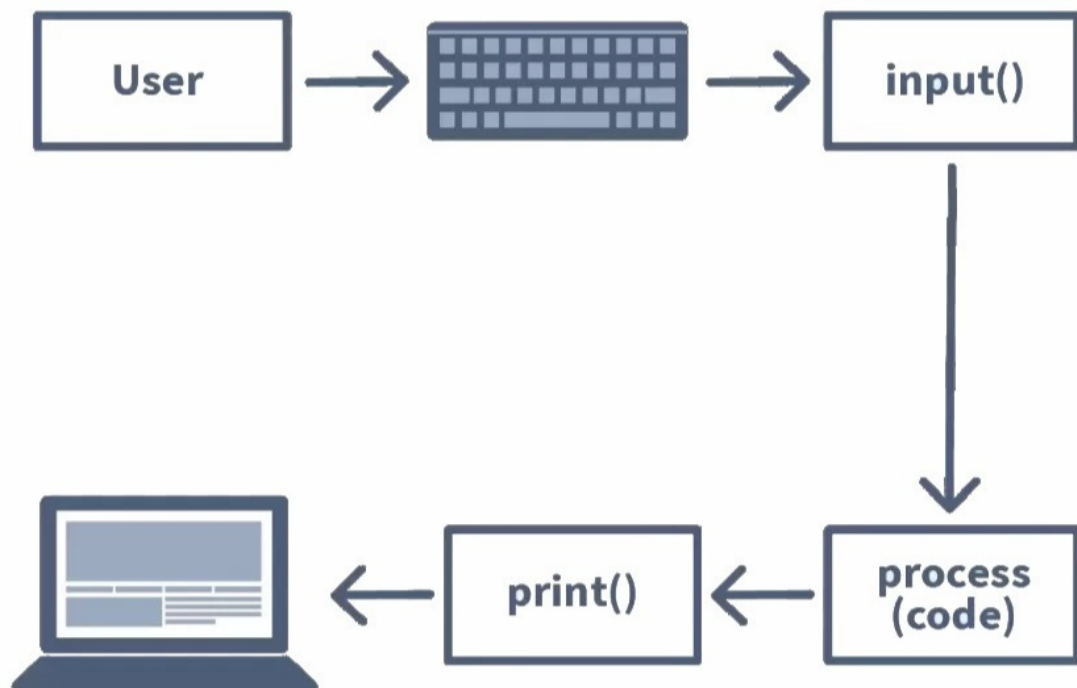 User
input()
process
(code)
print()